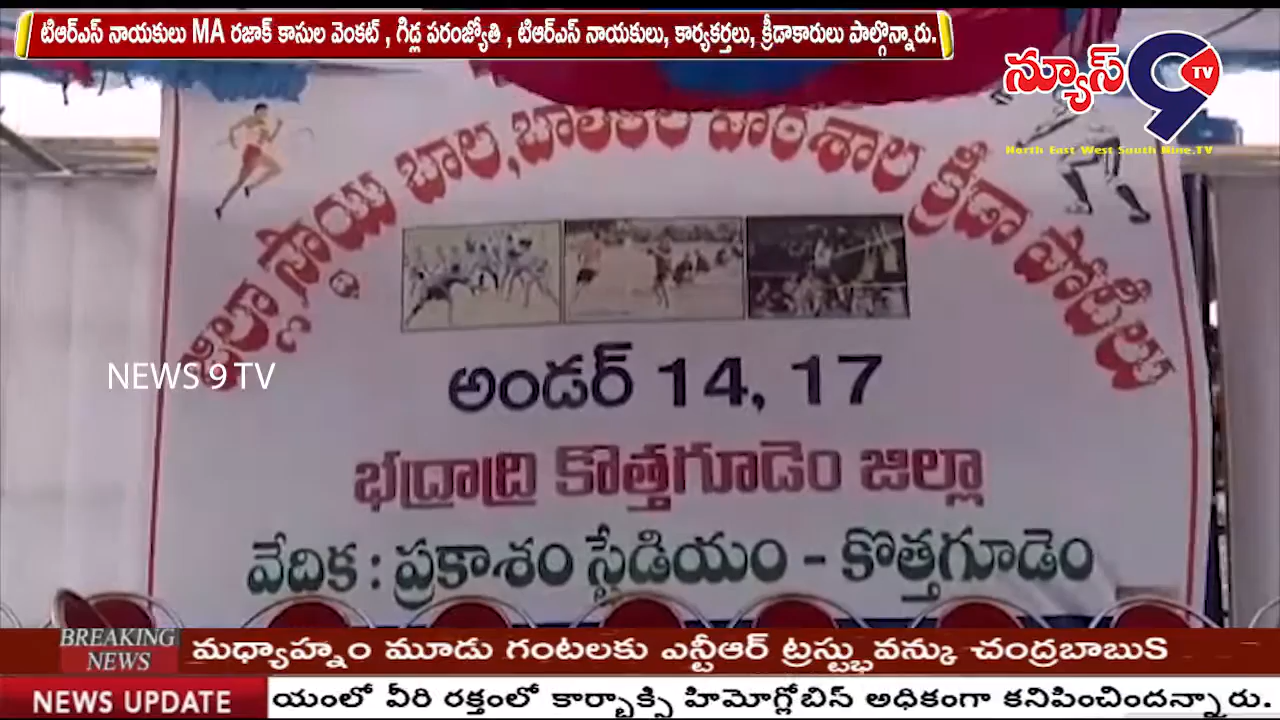 టిఆర్ఎస్ నాయకులు MA రజాక్ కాసుల వెంకట్ , గిడ్ల పరంజ్యోతి , టిఆర్ఎస్ నాయకులు, కార్యకర్తలు, క్రీడాకారులు పాల్గొన్నారు.
న్యూస్ 9 TV
North East West South Nine.TV
జిల్లా స్థాయి బాల,బాలికల పాఠశాల క్రీడా పోటీలు
అండర్ 14, 17
NEWS 9 TV
భద్రాద్రి కొత్తగూడెం జిల్లా
వేదిక : ప్రకాశం స్టేడియం - కొత్తగూడెం
BREAKING NEWS
మధ్యాహ్నం మూడు గంటలకు ఎన్టీఆర్ ట్రస్ట్భవన్కు చంద్రబాబు
NEWS UPDATE
యంలో వీరి రక్తంలో కార్బాక్సి హిమోగ్లోబిన్ అధికంగా కనిపించిందన్నారు.